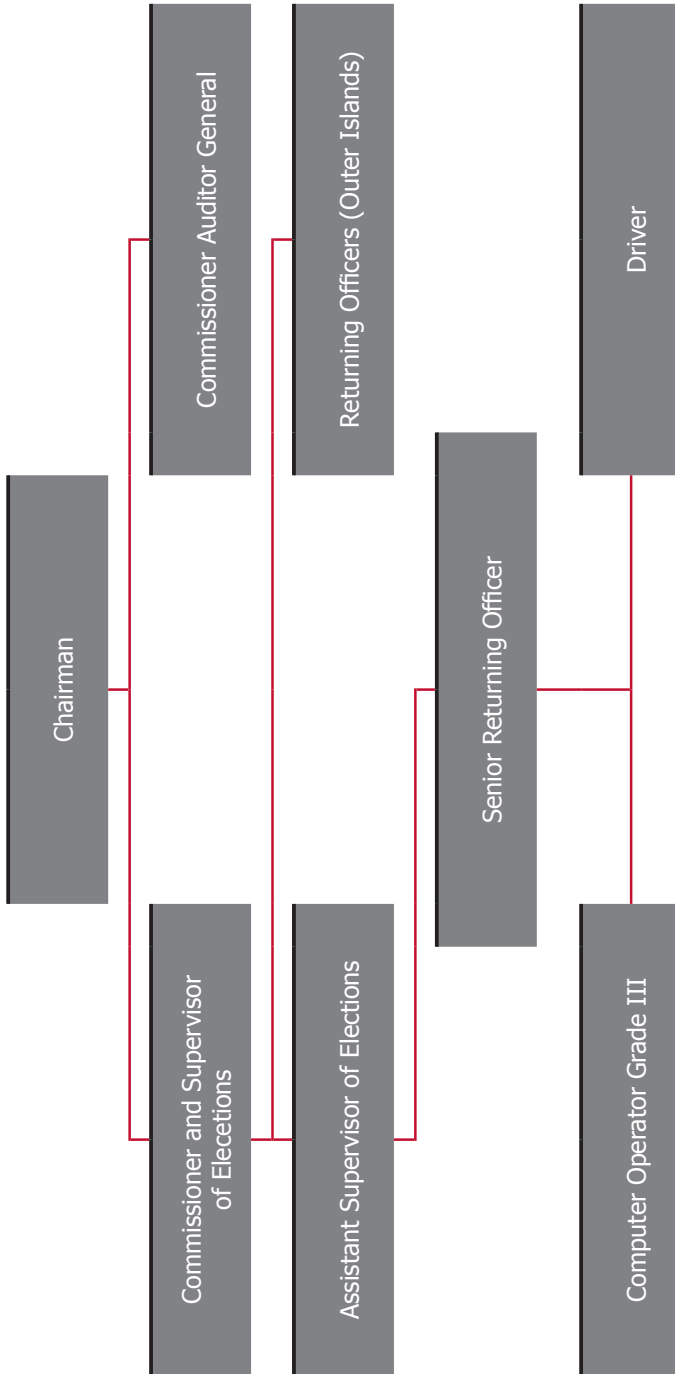 Chairman
Commissioner and Supervisor
of Elecetions
Commissioner Auditor General
Assistant Supervisor of Elections
Returning Officers (Outer Islands)
Senior Returning Officer
Computer Operator Grade III
Driver